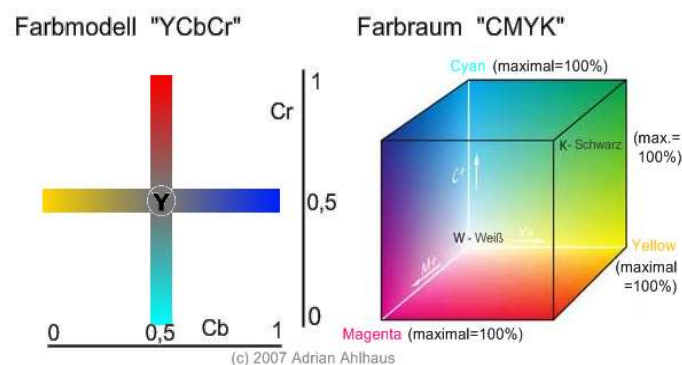 Farbmodell "YCbCr"
Farbraum "CMYK"
1
Cr
0,5
0
Y
0
0,5
Cb
1
Cyan (maximal=100%)
(max.=
100%)
K- Schwarz
C+
W - Weiß
Y+
M+
Yellow
(maximal
=100%)
Magenta (maximal=100%)
(c) 2007 Adrian Ahlhaus